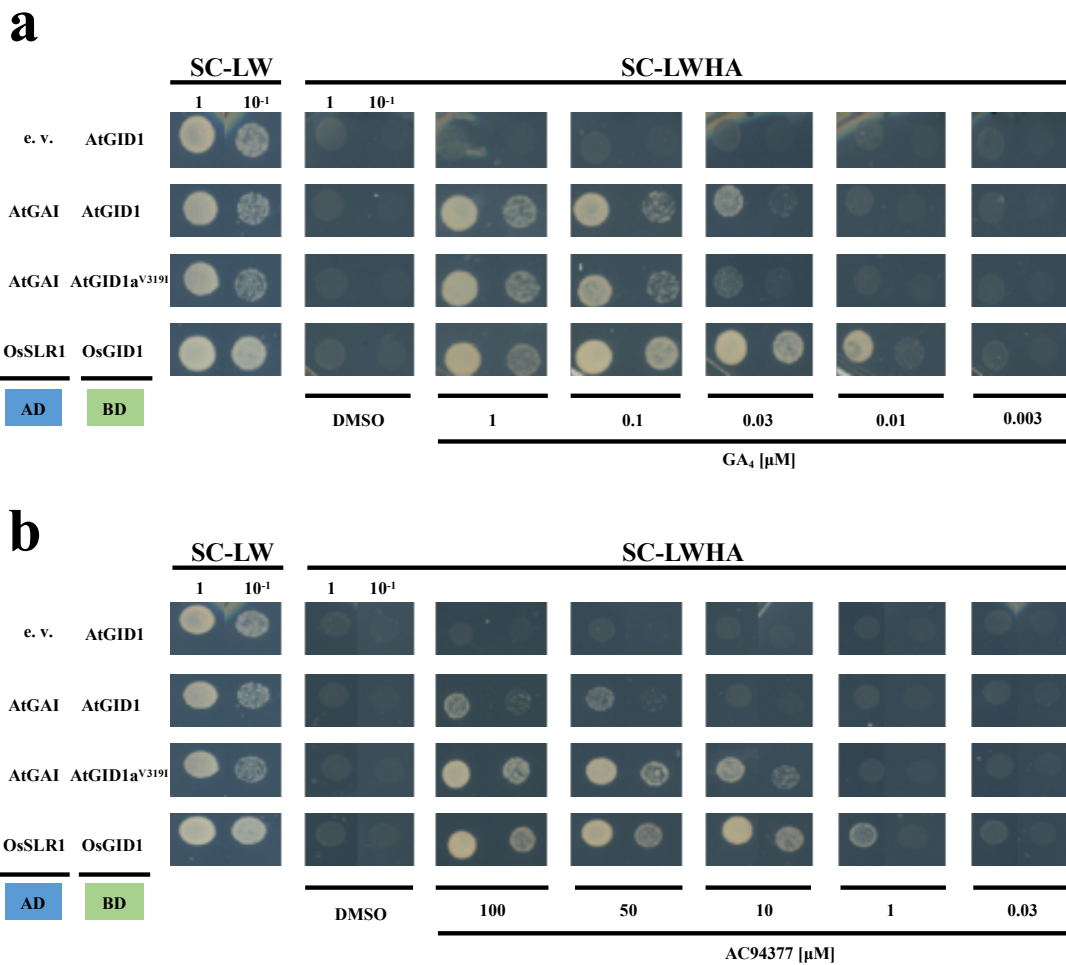 a
SC-LW SC-LWHA
1 10⁻¹ 1 10⁻¹
e. v. AtGID1
AtGAI AtGID1
AtGAI AtGID1aⱽ³¹⁹ᴵ
OsSLR1 OsGID1
AD BD DMSO 1 0.1 0.03 0.01 0.003
GA₄ [µM]
b
SC-LW SC-LWHA
1 10⁻¹ 1 10⁻¹
e. v. AtGID1
AtGAI AtGID1
AtGAI AtGID1aⱽ³¹⁹ᴵ
OsSLR1 OsGID1
AD BD DMSO 100 50 10 1 0.03
AC94377 [µM]